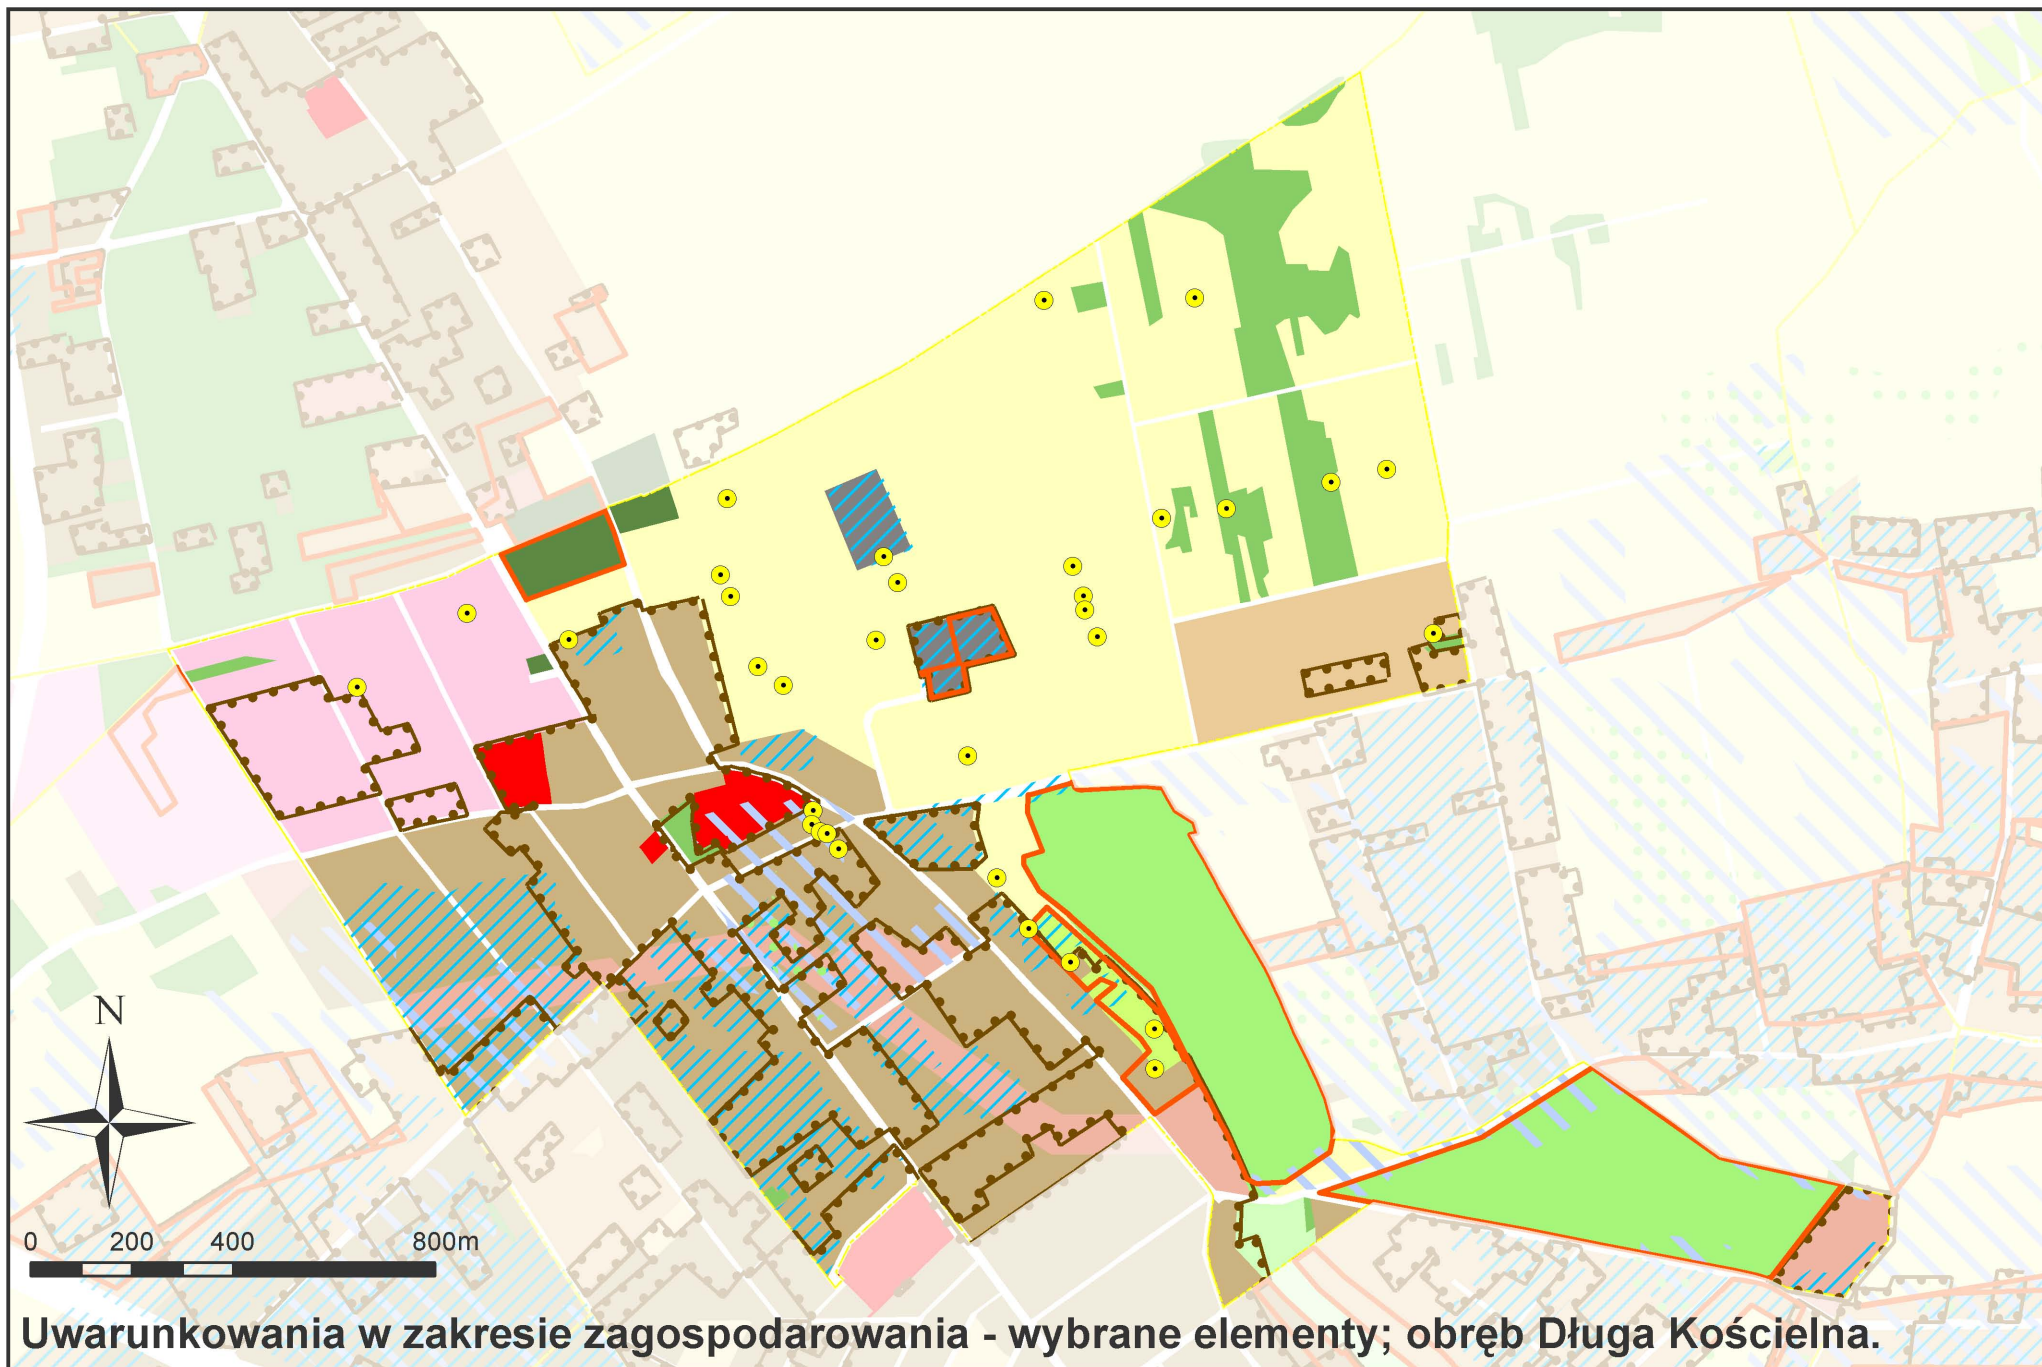 N
0 200 400 800m
Uwarunkowania w zakresie zagospodarowania - wybrane elementy; obręb Długa Kościelna.